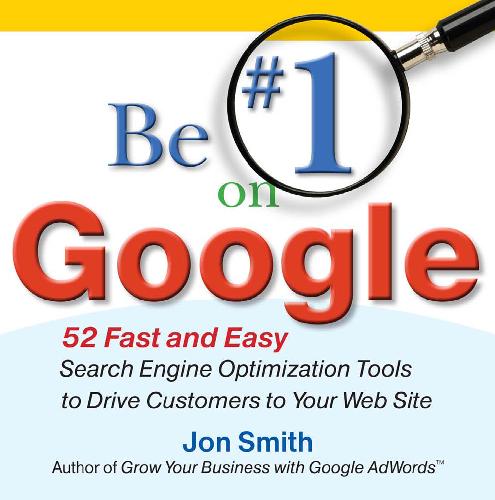 Be #1
on
Google
52 Fast and Easy
Search Engine Optimization Tools
to Drive Customers to Your Web Site
Jon Smith
Author of Grow Your Business with Google AdWords™